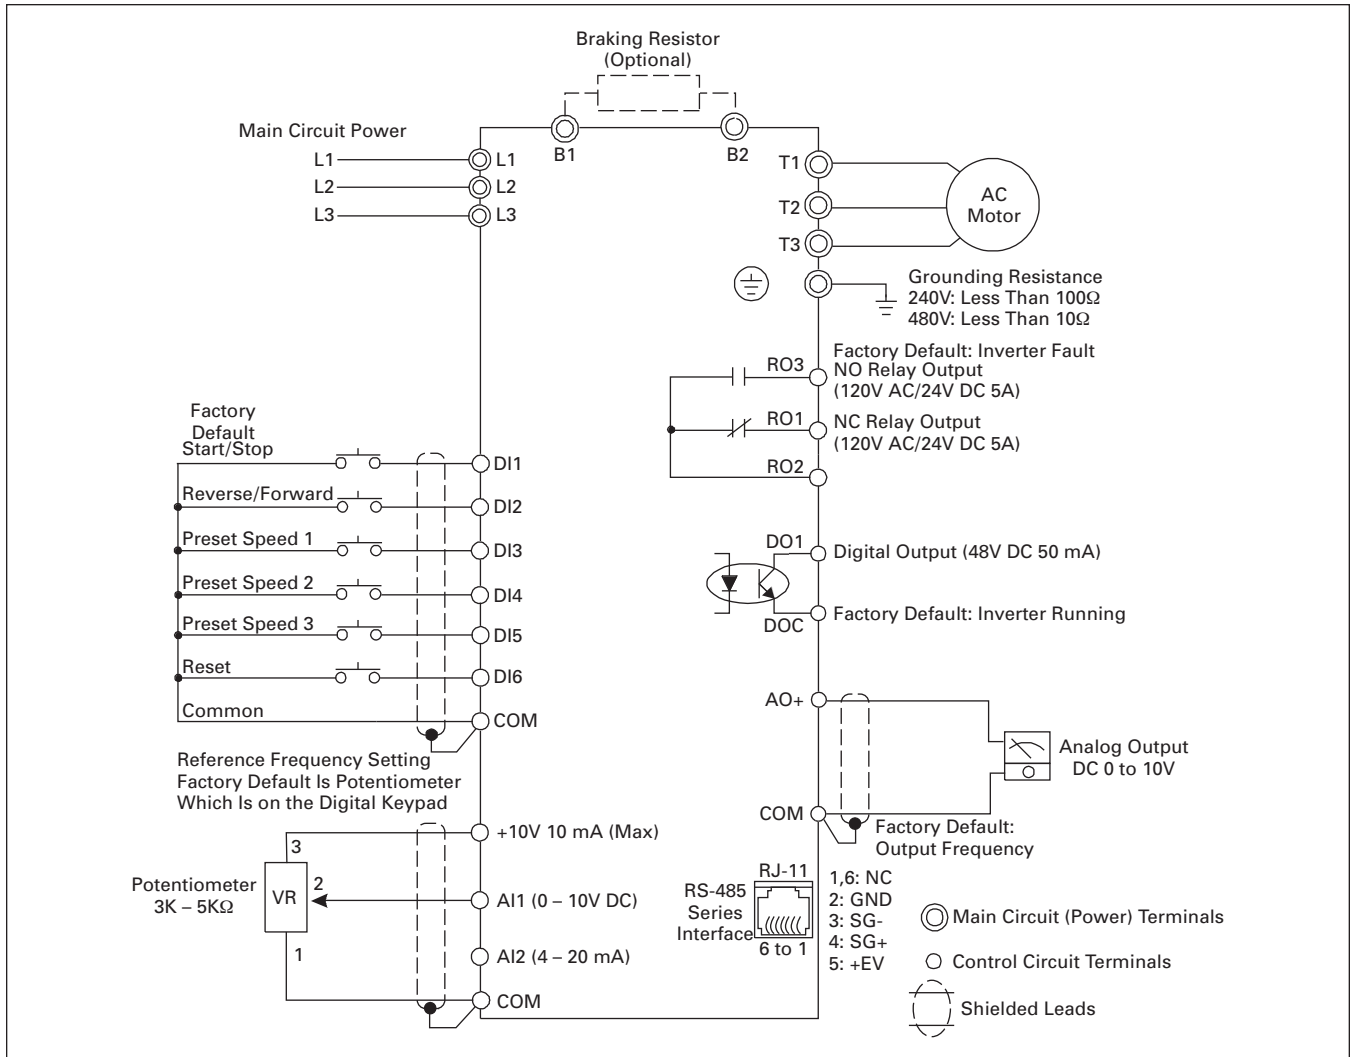 Braking Resistor
(Optional)
Main Circuit Power
B1
B2
L1
L1
L2
L2
L3
L3
T1
T2
T3
AC
Motor
Grounding Resistance
240V: Less Than 100Ω
480V: Less Than 10Ω
Factory Default: Inverter Fault
RO3
NO Relay Output
(120V AC/24V DC 5A)
RO1
NC Relay Output
(120V AC/24V DC 5A)
RO2
Factory
Default
Start/Stop
DI1
Reverse/Forward
DI2
Preset Speed 1
DI3
Preset Speed 2
DI4
Preset Speed 3
DI5
Reset
DI6
Common
COM
DO1
Digital Output (48V DC 50 mA)
DOC
Factory Default: Inverter Running
AO+
Analog Output
DC 0 to 10V
COM
Factory Default:
Output Frequency
Reference Frequency Setting
Factory Default Is Potentiometer
Which Is on the Digital Keypad
+10V 10 mA (Max)
3
Potentiometer
3K – 5KΩ
VR
2
AI1 (0 – 10V DC)
1
AI2 (4 – 20 mA)
COM
RJ-11
RS-485
Series
Interface
6 to 1
1,6: NC
2: GND
3: SG-
4: SG+
5: +EV
Main Circuit (Power) Terminals
Control Circuit Terminals
Shielded Leads